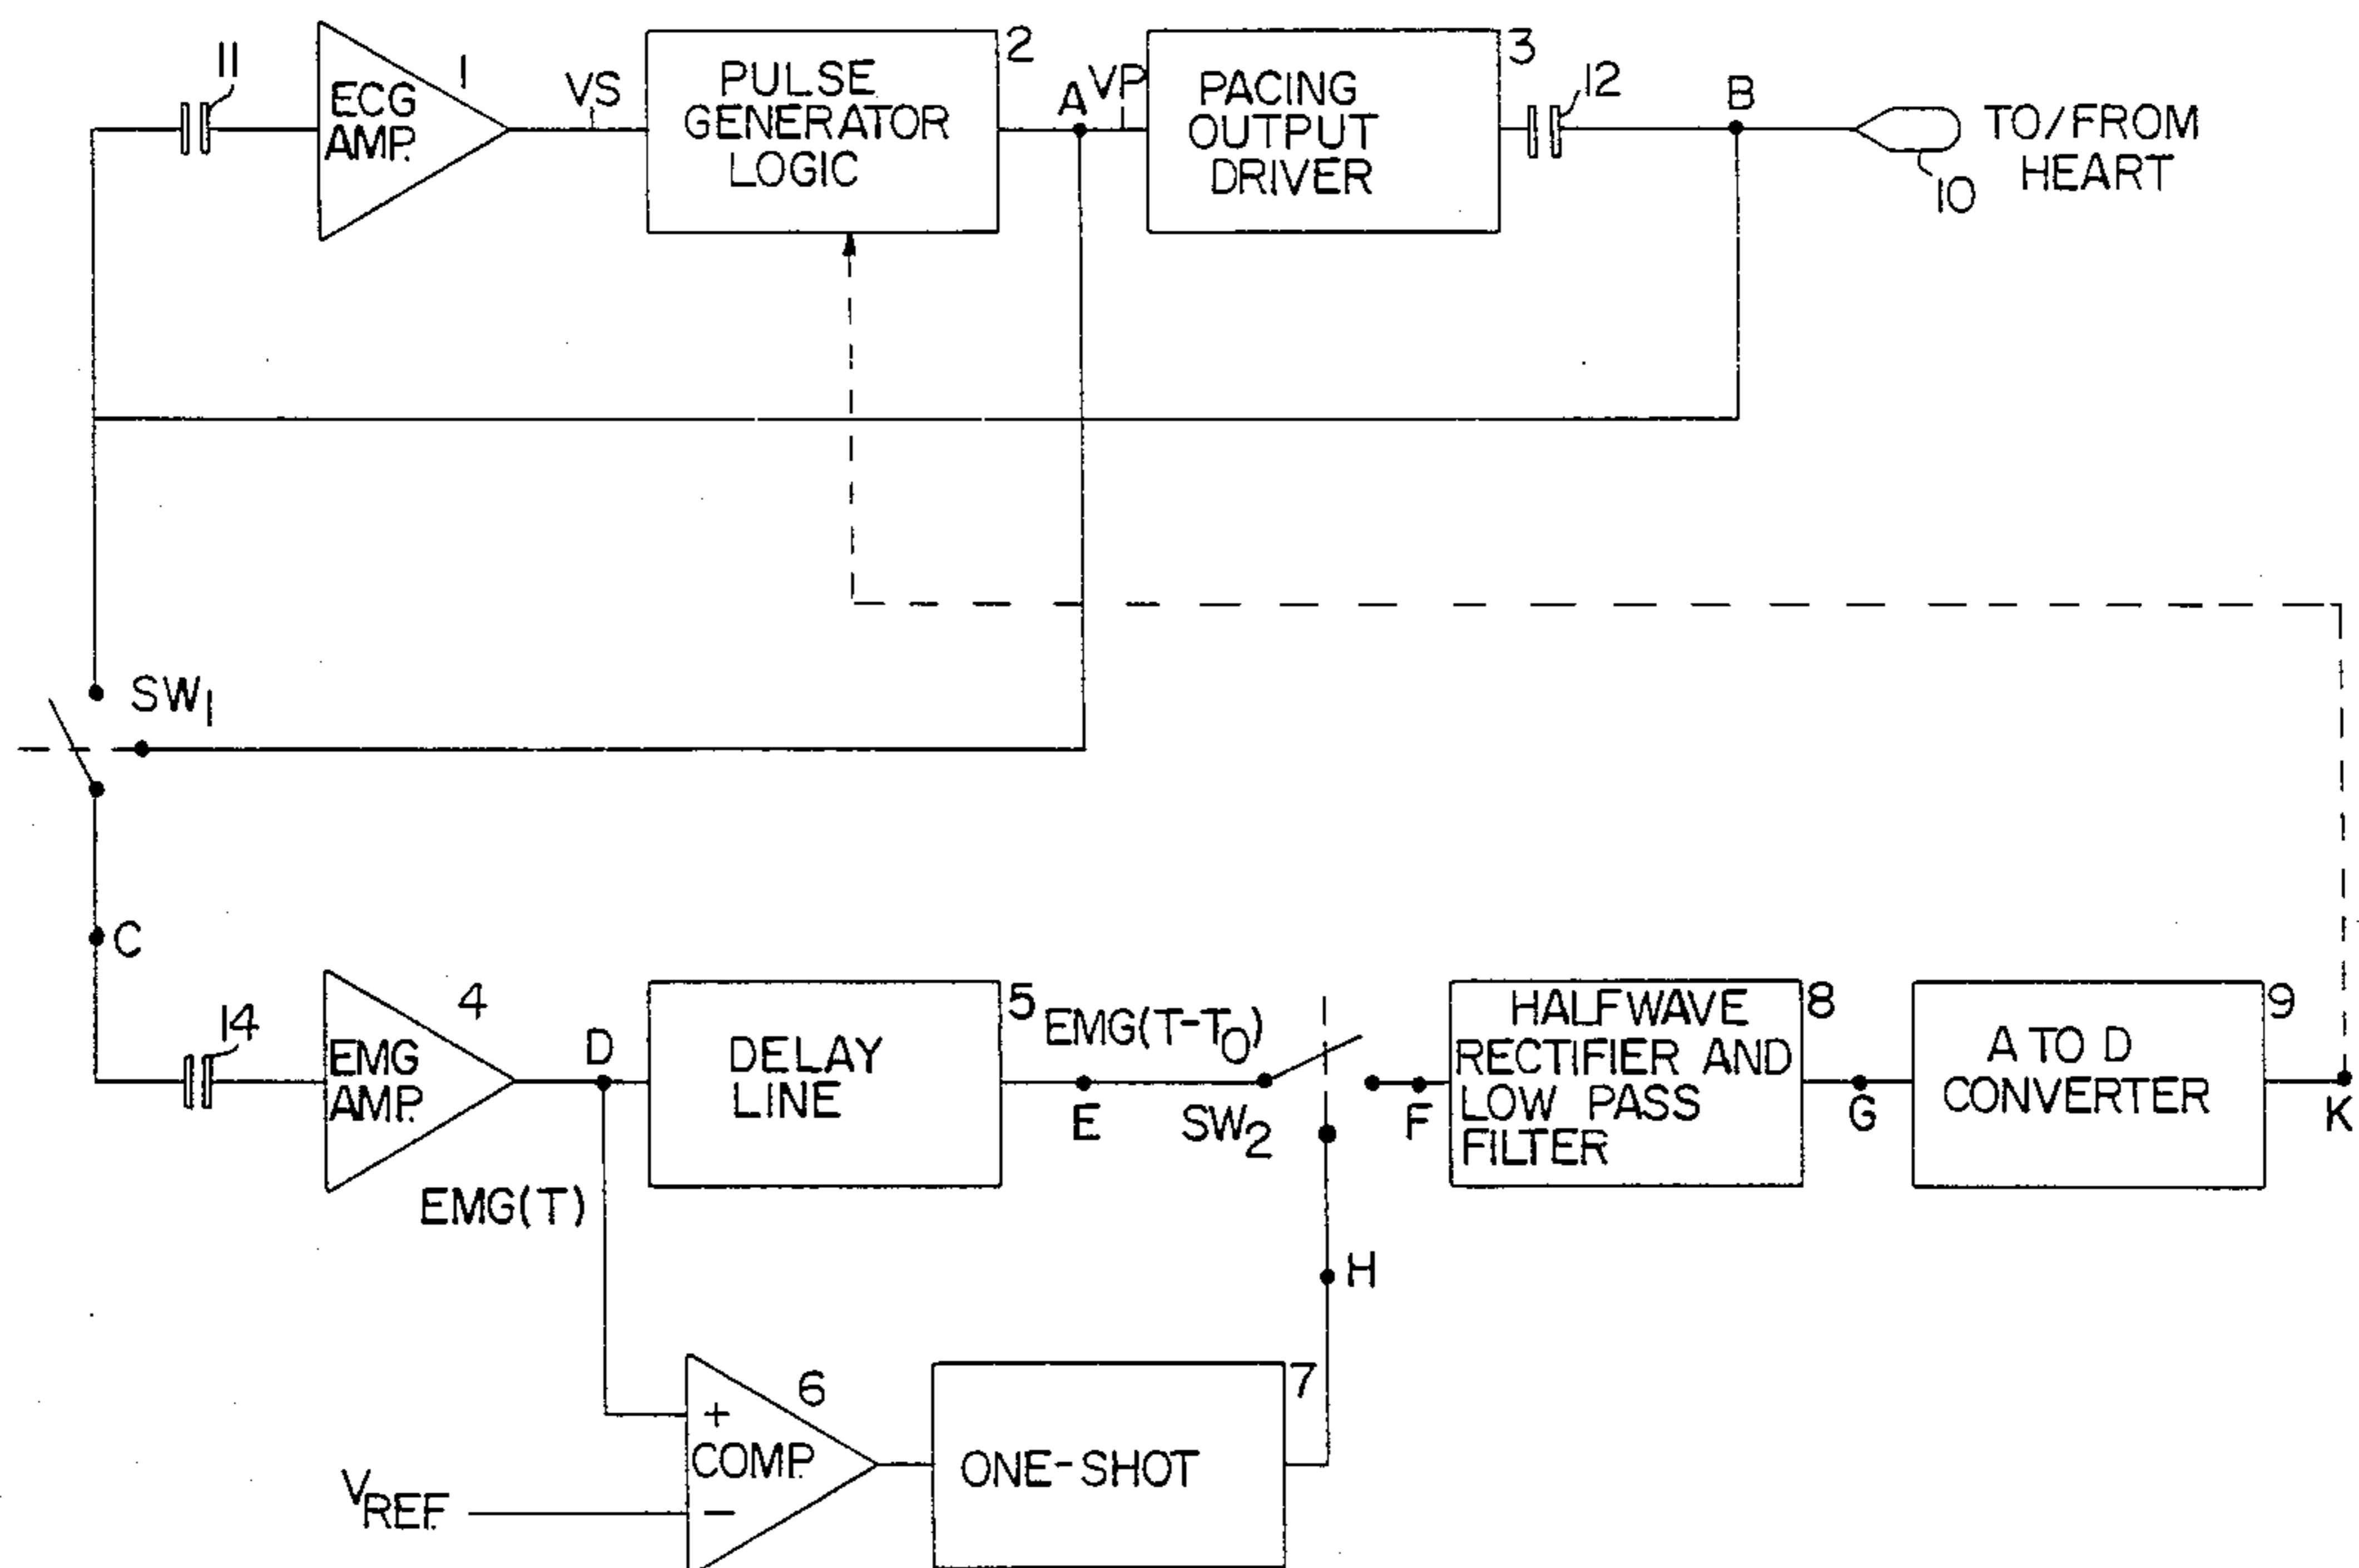 11
ECG
AMP.
1
VS
PULSE
GENERATOR
LOGIC
2
A
VP
PACING
OUTPUT
DRIVER
3
12
B
10
TO/FROM
HEART
SW1
C
14
EMG
AMP.
4
EMG(T)
D
DELAY
LINE
5
EMG(T-TO)
E
SW2
F
HALFWAVE
RECTIFIER AND
LOW PASS
FILTER
8
G
A TO D
CONVERTER
9
K
H
VREF
+
COMP.
−
6
ONE-SHOT
7